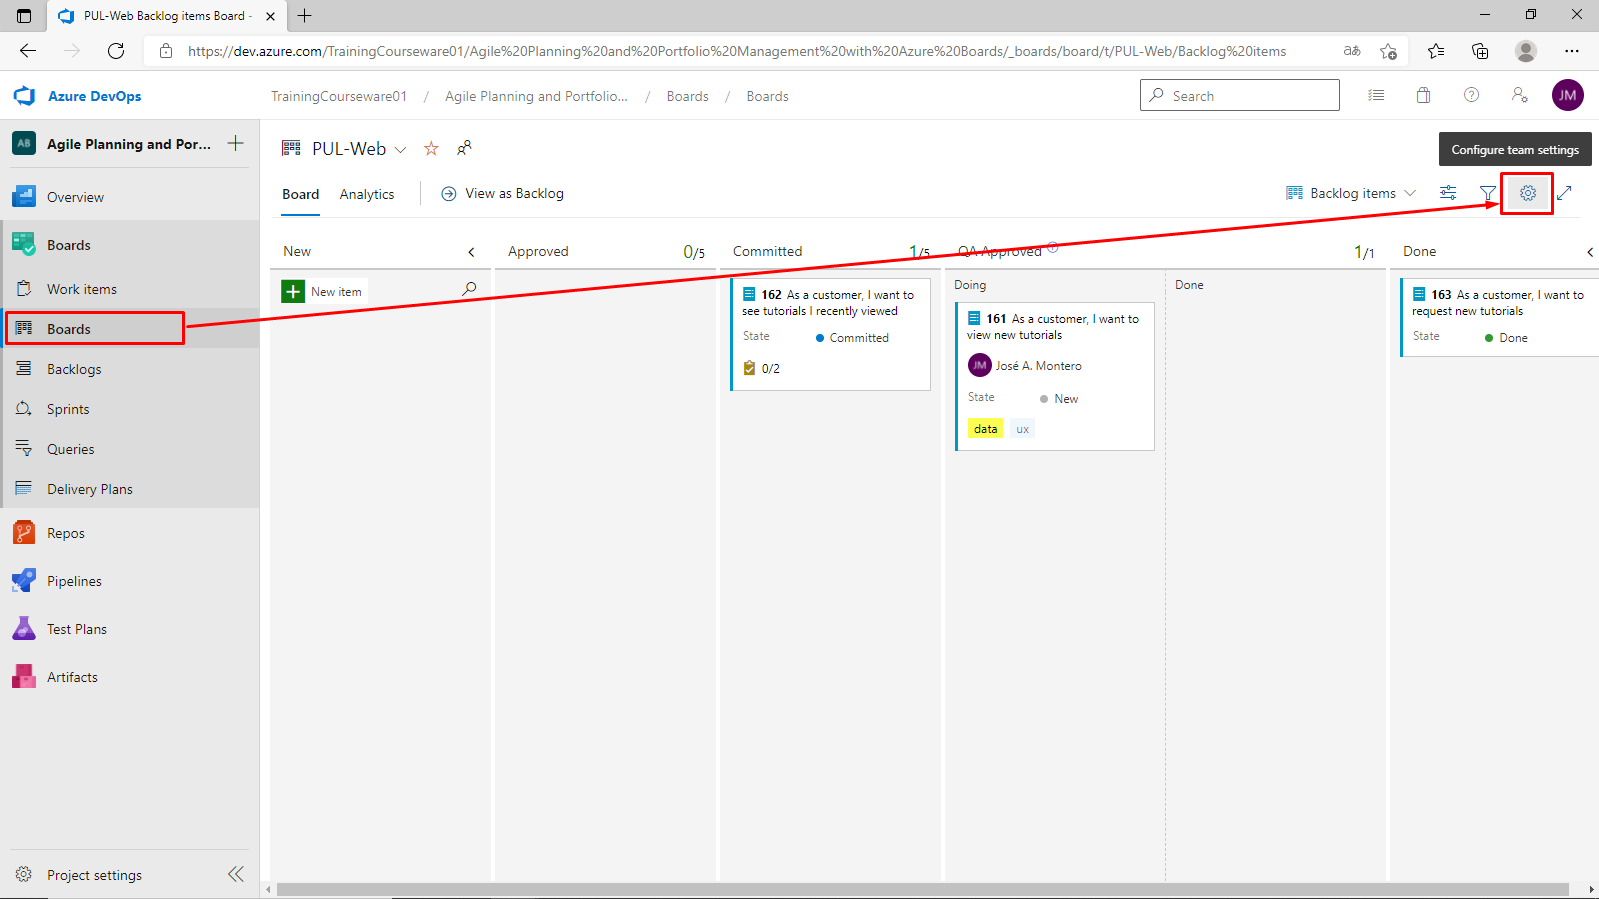 PUL-Web Backlog items Board -
https://dev.azure.com/TrainingCourseware01/Agile%20Planning%20and%20Portfolio%20Management%20with%20Azure%20Boards/_boards/board/t/PUL-Web/Backlog%20items
aあ
Azure DevOps
TrainingCourseware01 / Agile Planning and Portfolio... / Boards / Boards
Search
JM
AB Agile Planning and Por...
Overview
Boards
Work items
Boards
Backlogs
Sprints
Queries
Delivery Plans
Repos
Pipelines
Test Plans
Artifacts
Project settings
PUL-Web
Configure team settings
Board
Analytics
View as Backlog
Backlog items
New
New item
Approved 0/5
Committed 1/5
162 As a customer, I want to
see tutorials I recently viewed
State Committed
0/2
QA Approved 1/1
Doing
161 As a customer, I want to
view new tutorials
JM José A. Montero
State New
data ux
Done
Done
163 As a customer, I want to
request new tutorials
State Done